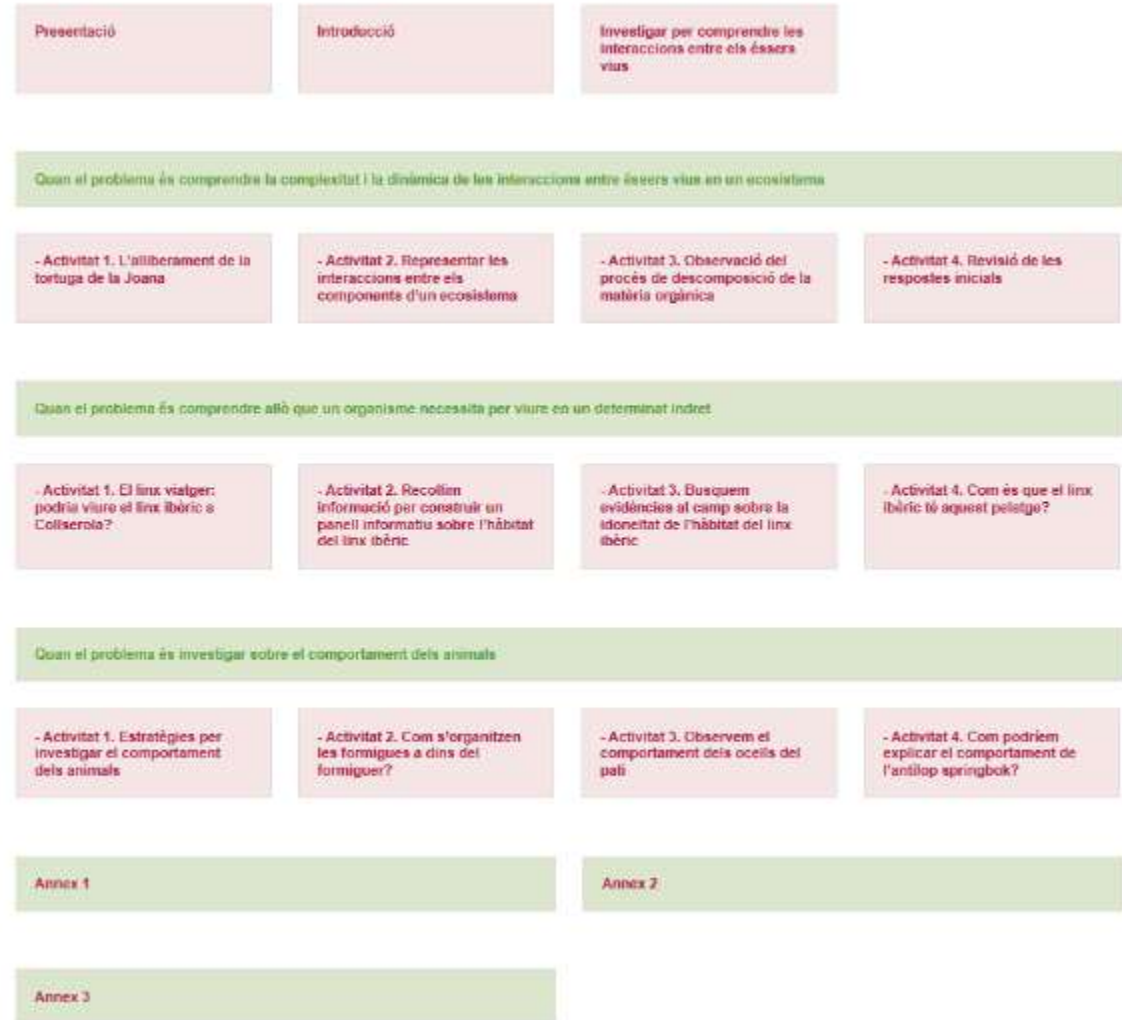 Presentació
Introducció
Investigar per comprendre les
interaccions entre els éssers
vius
Quan el problema és comprendre la complexitat i la dinàmica de les interaccions entre éssers vius en un ecosistema
- Activitat 1. L'alliberament de la
tortuga de la Joana
- Activitat 2. Representar les
interaccions entre els
components d'un ecosistema
- Activitat 3. Observació del
procés de descomposició de la
matèria orgànica
- Activitat 4. Revisió de les
respostes inicials
Quan el problema és comprendre allò que un organisme necessita per viure en un determinat indret
- Activitat 1. El linx viatger:
podria viure el linx ibèric a
Collserola?
- Activitat 2. Recollim
informació per construir un
panell informatiu sobre l'hàbitat
del linx ibèric
- Activitat 3. Busquem
evidències al camp sobre la
idoneïtat de l'hàbitat del linx
ibèric
- Activitat 4. Com és que el linx
ibèric té aquest pelatge?
Quan el problema és investigar sobre el comportament dels animals
- Activitat 1. Estratègies per
investigar el comportament
dels animals
- Activitat 2. Com s'organitzen
les formigues a dins del
formiguer?
- Activitat 3. Observem el
comportament dels ocells del
pati
- Activitat 4. Com podríem
explicar el comportament de
l'antílop springbok?
Annex 1
Annex 2
Annex 3